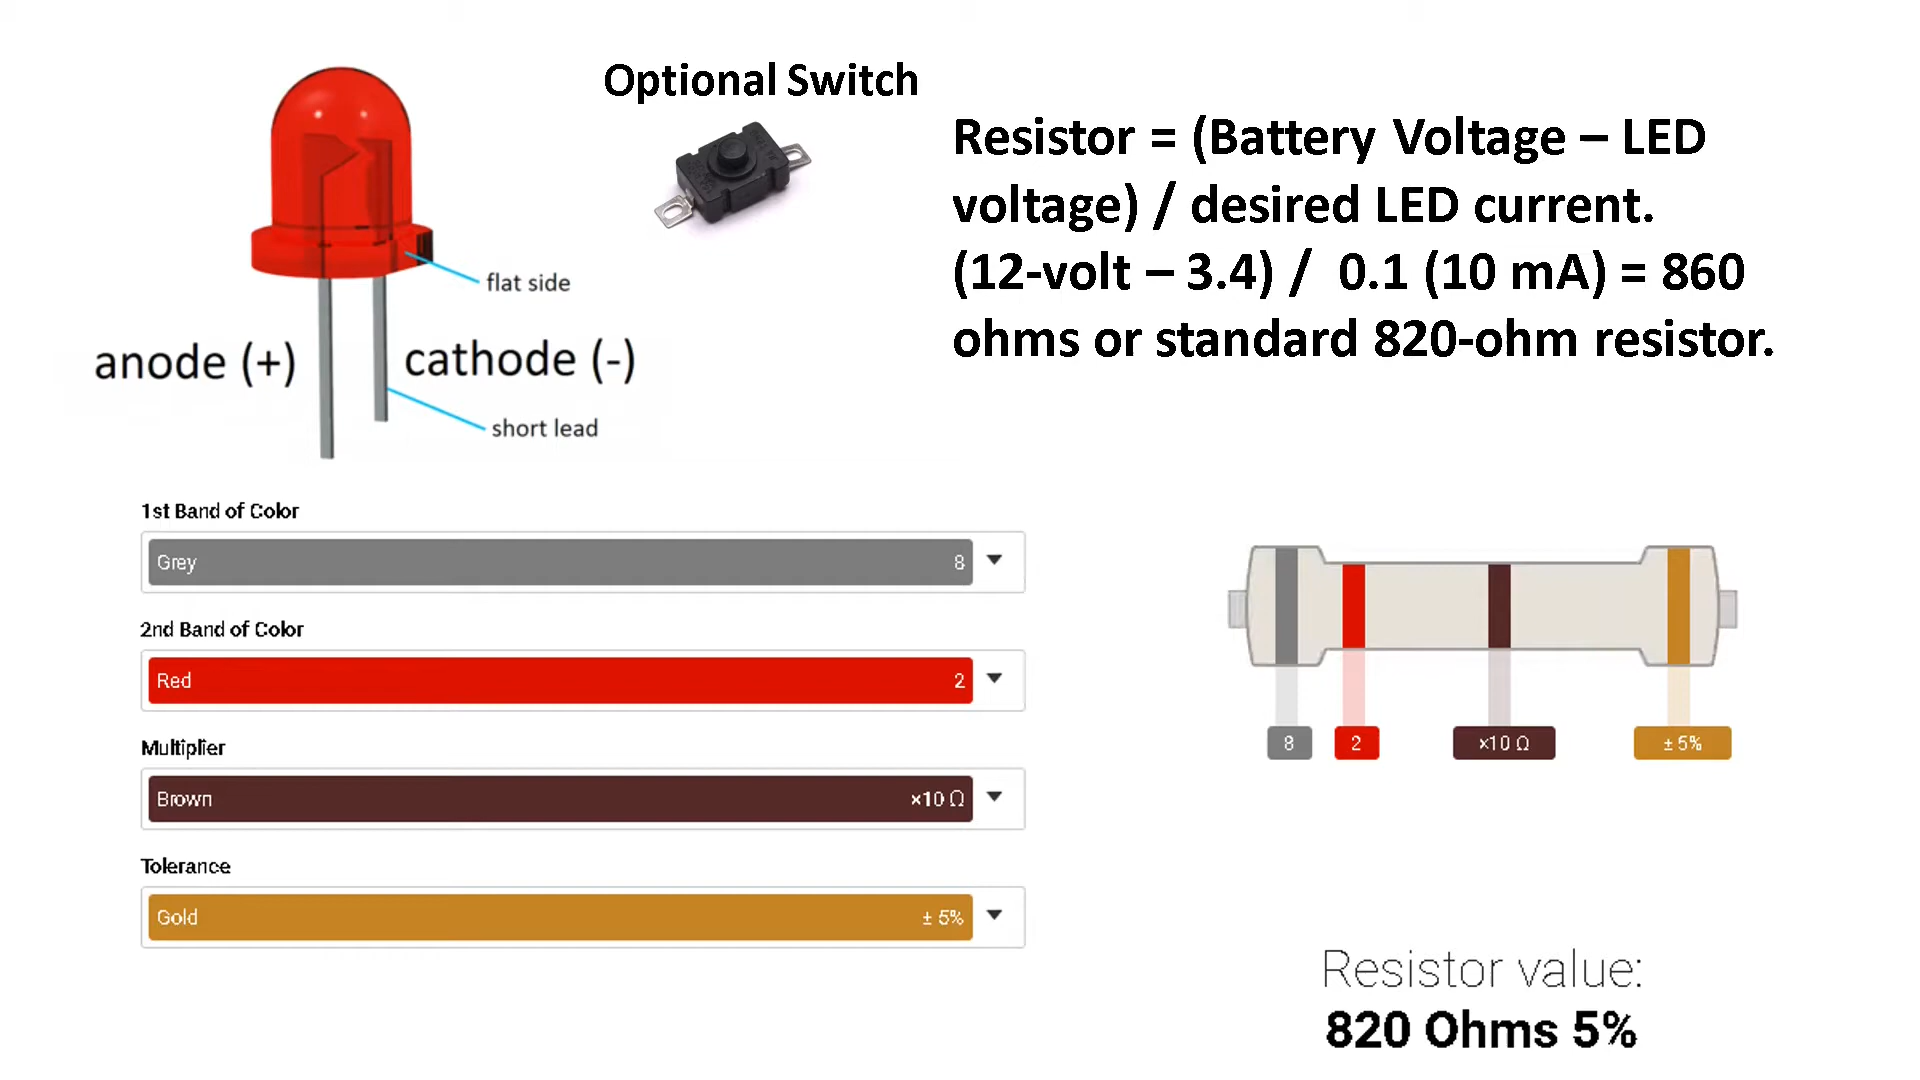 Optional Switch
Resistor = (Battery Voltage – LED
voltage) / desired LED current.
(12-volt – 3.4) /  0.1 (10 mA) = 860
ohms or standard 820-ohm resistor.
flat side
anode (+)
cathode (-)
short lead
1st Band of Color
Grey 8
2nd Band of Color
Red 2
Multiplier
Brown ×10 Ω
Tolerance
Gold ± 5%
8 2 ×10 Ω ± 5%
Resistor value:
820 Ohms 5%